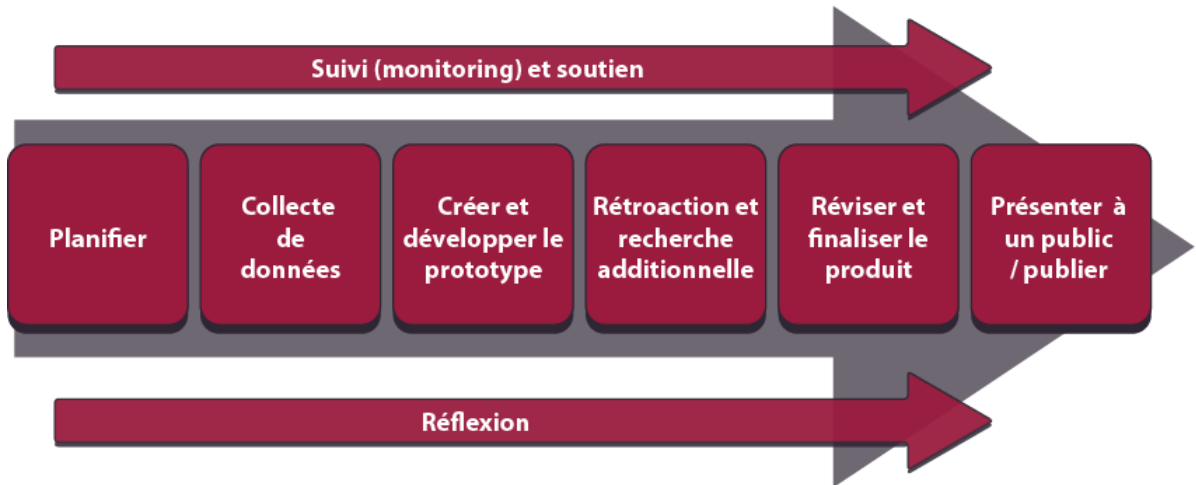 Suivi (monitoring) et soutien
Planifier
Collecte
de
données
Créer et
développer le
prototype
Rétroaction et
recherche
additionnelle
Réviser et
finaliser le
produit
Présenter à
un public
/ publier
Réflexion